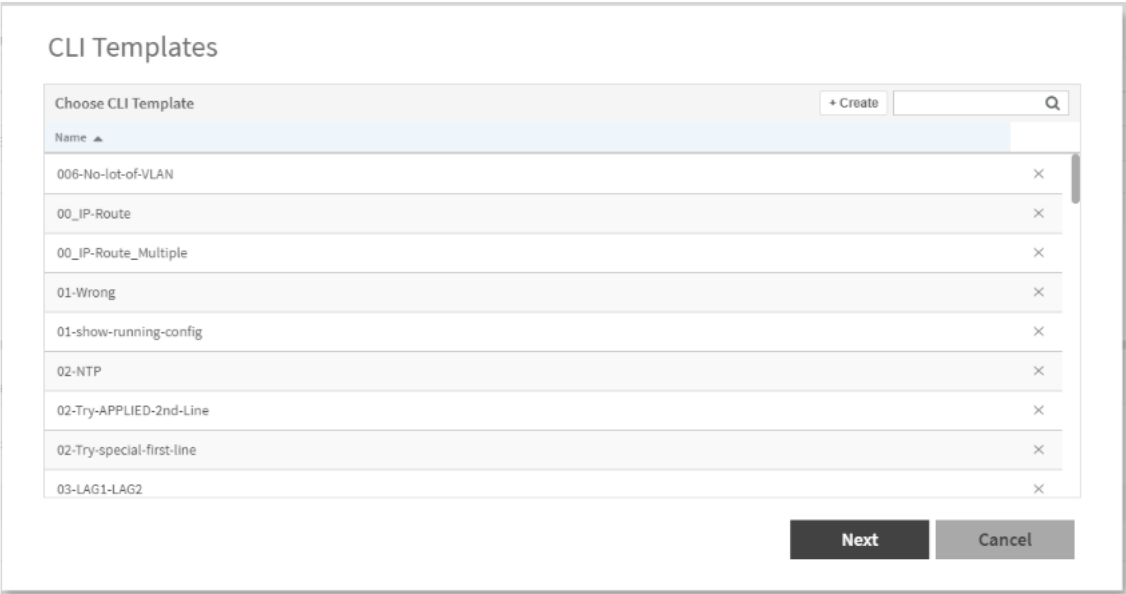 CLI Templates
Choose CLI Template + Create
Name
006-No-lot-of-VLAN
00_IP-Route
00_IP-Route_Multiple
01-Wrong
01-show-running-config
02-NTP
02-Try-APPLIED-2nd-Line
02-Try-special-first-line
03-LAG1-LAG2
Next Cancel